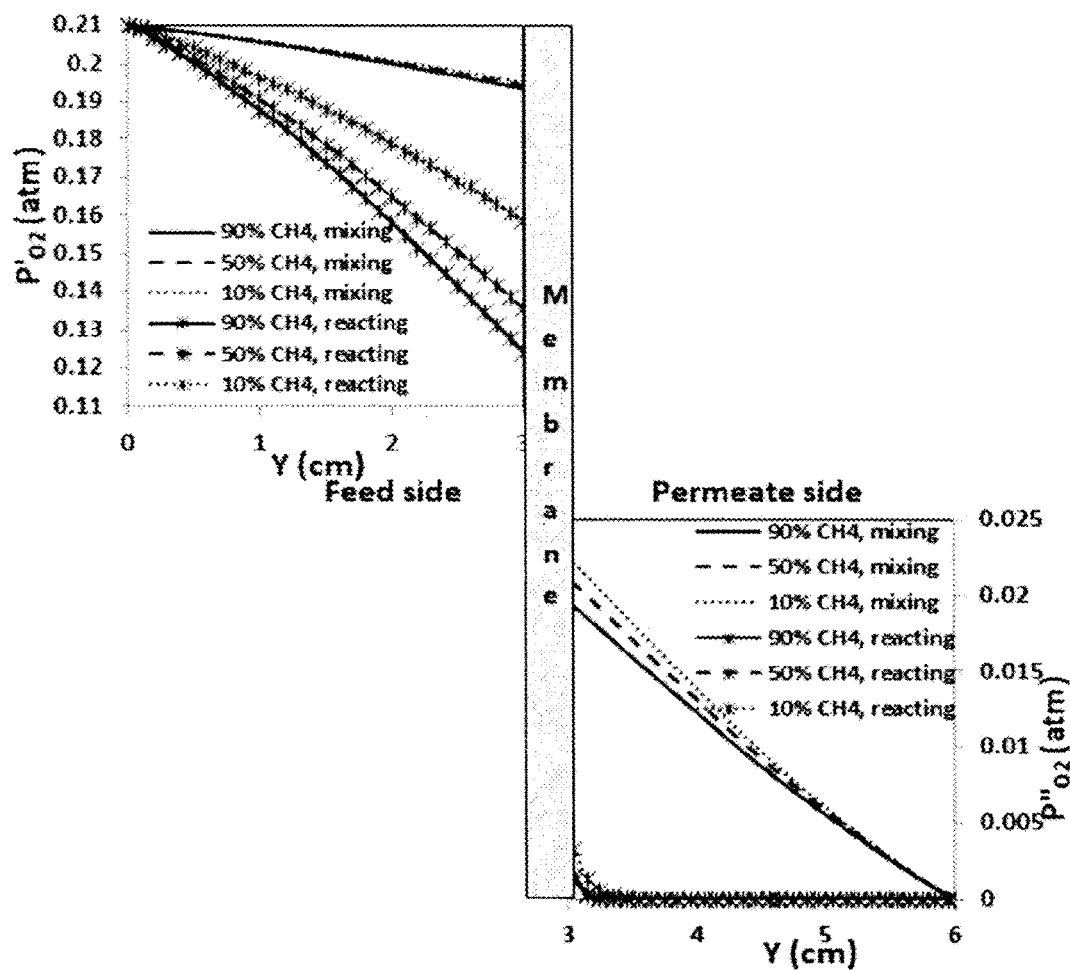 0.21
0.2
0.19
0.18
0.17
0.16
0.15
0.14
0.13
0.12
0.11
P'O2 (atm)
90% CH4, mixing
50% CH4, mixing
10% CH4, mixing
90% CH4, reacting
50% CH4, reacting
10% CH4, reacting
0 1 2 3
Y (cm)
Feed side
Membrane
Permeate side
90% CH4, mixing
50% CH4, mixing
10% CH4, mixing
90% CH4, reacting
50% CH4, reacting
10% CH4, reacting
0.025
0.02
0.015
0.01
0.005
0
P''O2 (atm)
3 4 5 6
Y (cm)